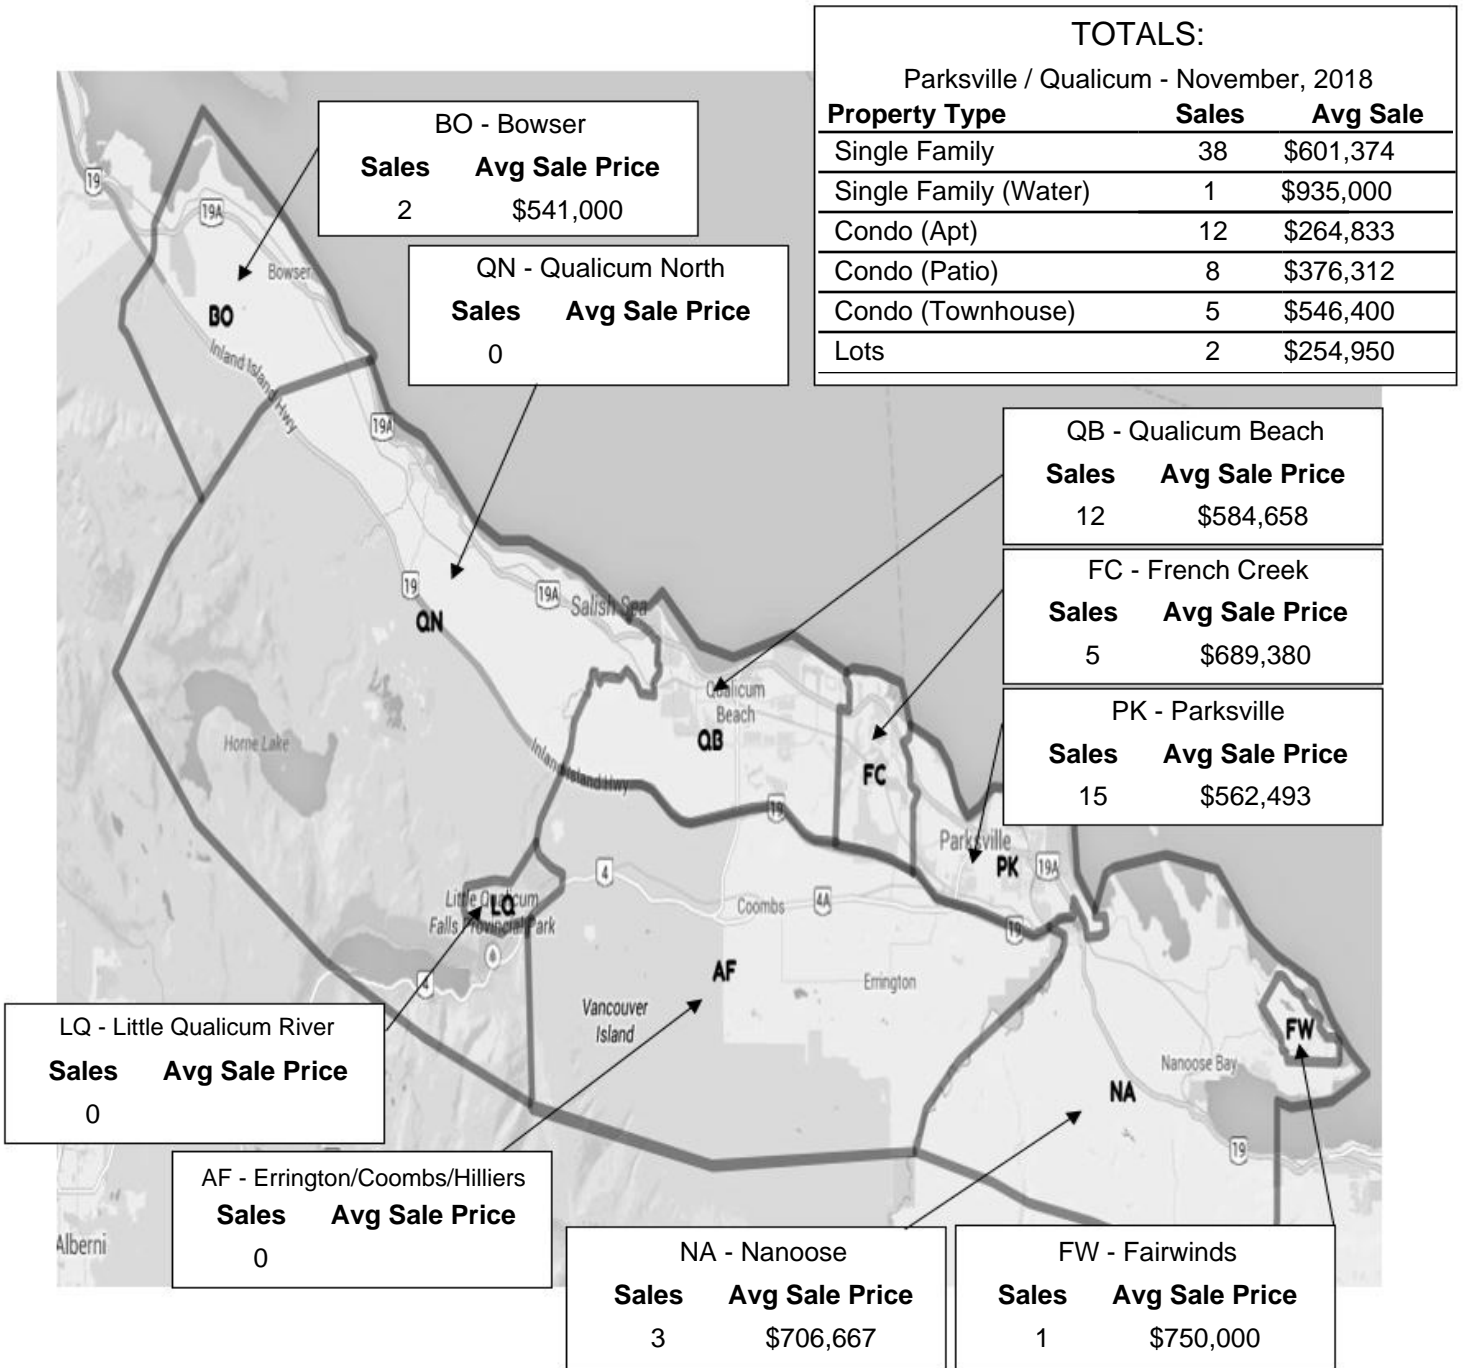 TOTALS:
Parksville / Qualicum - November, 2018
Property Type Sales Avg Sale
Single Family 38 $601,374
Single Family (Water) 1 $935,000
Condo (Apt) 12 $264,833
Condo (Patio) 8 $376,312
Condo (Townhouse) 5 $546,400
Lots 2 $254,950
BO - Bowser
Sales Avg Sale Price
2 $541,000
QN - Qualicum North
Sales Avg Sale Price
0
QB - Qualicum Beach
Sales Avg Sale Price
12 $584,658
FC - French Creek
Sales Avg Sale Price
5 $689,380
PK - Parksville
Sales Avg Sale Price
15 $562,493
LQ - Little Qualicum River
Sales Avg Sale Price
0
AF - Errington/Coombs/Hilliers
Sales Avg Sale Price
0
NA - Nanoose
Sales Avg Sale Price
3 $706,667
FW - Fairwinds
Sales Avg Sale Price
1 $750,000
19
19A
Bowser
BO
Inland Island Hwy
19A
19
19A
Salish Sea
QN
Qualicum
Beach
QB
Horne Lake
Inland Island Hwy
FC
19
Parksville
PK
19A
4
Little Qualicum
Falls Provincial Park
LQ
Coombs
4A
19
4
AF
Errington
Vancouver
Island
FW
Nanoose Bay
NA
19
Alberni